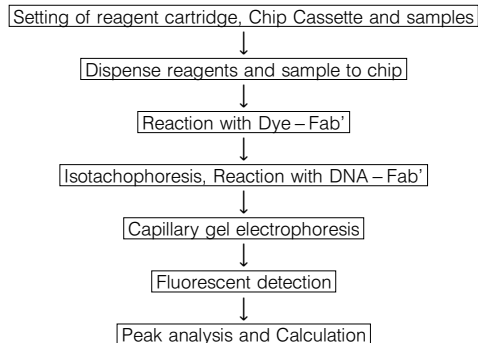 Setting of reagent cartridge, Chip Cassette and samples
Dispense reagents and sample to chip
Reaction with Dye – Fab'
Isotachophoresis, Reaction with DNA – Fab'
Capillary gel electrophoresis
Fluorescent detection
Peak analysis and Calculation